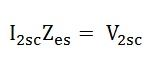 I₂scZes = V₂sc